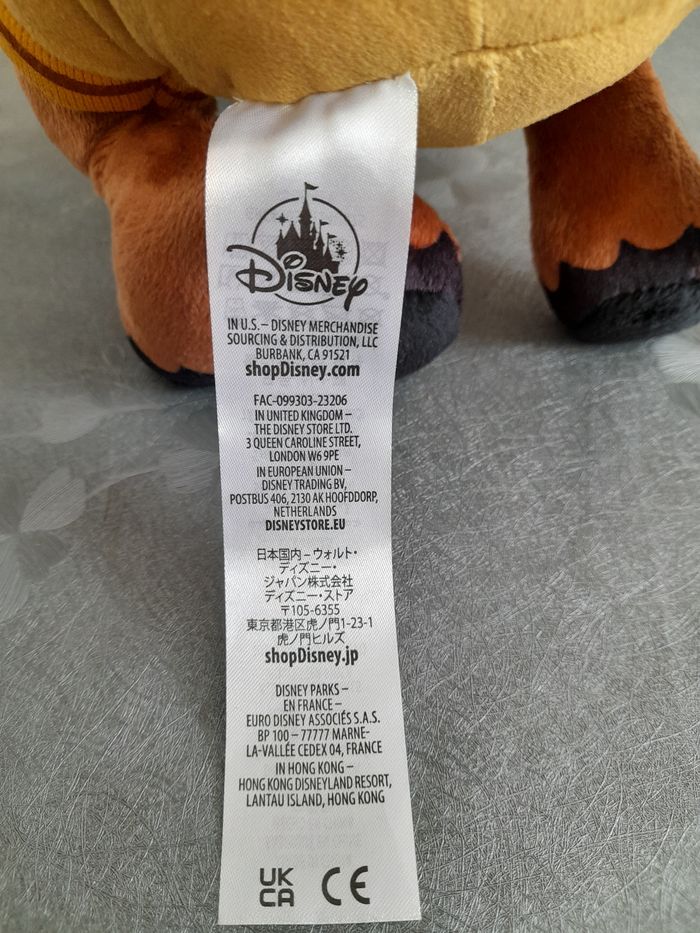 Disney
IN U.S. – DISNEY MERCHANDISE
SOURCING & DISTRIBUTION, LLC
BURBANK, CA 91521
shopDisney.com
FAC-099303-23206
IN UNITED KINGDOM –
THE DISNEY STORE LTD.
3 QUEEN CAROLINE STREET,
LONDON W6 9PE
IN EUROPEAN UNION –
DISNEY TRADING BV,
POSTBUS 406, 2130 AK HOOFDDORP,
NETHERLANDS
DISNEYSTORE.EU
日本国内 – ウォルト・
ディズニー・
ジャパン株式会社
ディズニー・ストア
〒105-6355
東京都港区虎ノ門1-23-1
虎ノ門ヒルズ
shopDisney.jp
DISNEY PARKS –
EN FRANCE –
EURO DISNEY ASSOCIÉS S.A.S.
BP 100 – 77777 MARNE-
LA-VALLÉE CEDEX 04, FRANCE
IN HONG KONG –
HONG KONG DISNEYLAND RESORT,
LANTAU ISLAND, HONG KONG
UK CE
CA